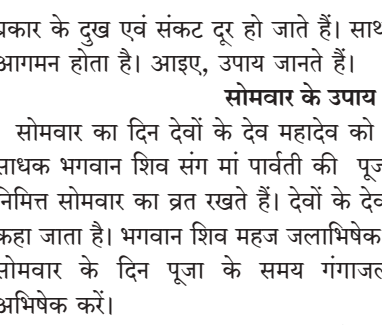 प्रकार के दुख एवं संकट दूर हो जाते हैं। साथ
आगमन होता है। आइए, उपाय जानते हैं।
सोमवार के उपाय
सोमवार का दिन देवों के देव महादेव को
साधक भगवान शिव संग मां पार्वती की पूज
निमित्त सोमवार का व्रत रखते हैं। देवों के देव
कहा जाता है। भगवान शिव महज जलाभिषेक
सोमवार के दिन पूजा के समय गंगाजल
अभिषेक करें।